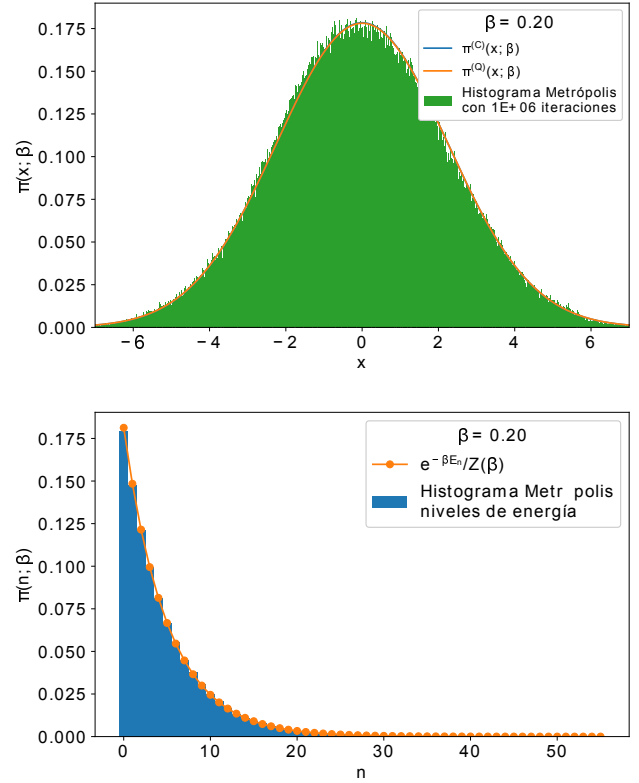 β = 0.20
π⁽ᶜ⁾(x; β)
π⁽Q⁾(x; β)
Histograma Metrópolis
con 1E+06 iteraciones
π(x; β)
0.175
0.150
0.125
0.100
0.075
0.050
0.025
0.000
−6 −4 −2 0 2 4 6
x
β = 0.20
e^{−βEₙ}/Z(β)
Histograma Metr polis
niveles de energía
π(n; β)
0.175
0.150
0.125
0.100
0.075
0.050
0.025
0.000
0 10 20 30 40 50
n